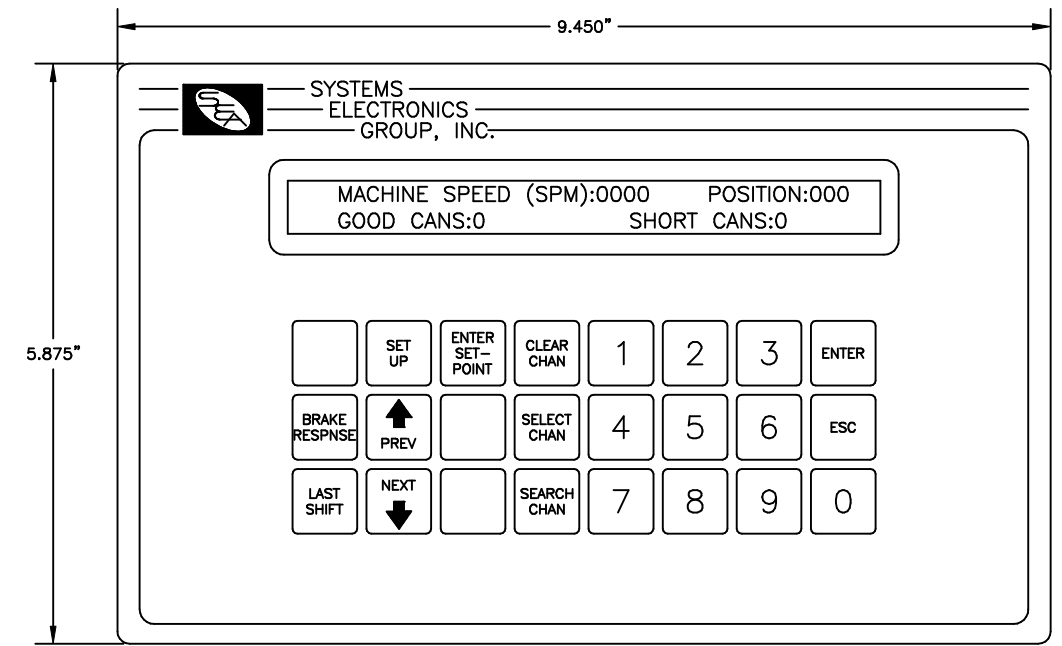 9.450"
SEA
SYSTEMS
ELECTRONICS
GROUP, INC.
MACHINE SPEED (SPM):0000 POSITION:000
GOOD CANS:0 SHORT CANS:0
5.875"
SET
UP
ENTER
SET-
POINT
CLEAR
CHAN
1
2
3
ENTER
BRAKE
RESPNSE
PREV
SELECT
CHAN
4
5
6
ESC
LAST
SHIFT
NEXT
SEARCH
CHAN
7
8
9
0